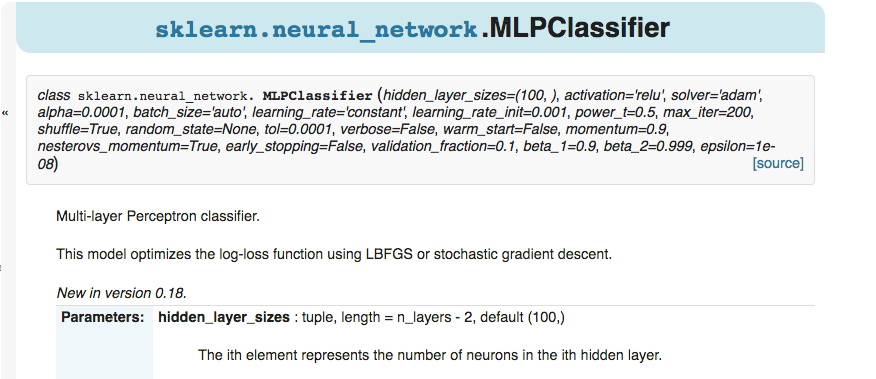 sklearn.neural_network.MLPClassifier
class sklearn.neural_network. MLPClassifier (hidden_layer_sizes=(100, ), activation='relu', solver='adam',
«
alpha=0.0001, batch_size='auto', learning_rate='constant', learning_rate_init=0.001, power_t=0.5, max_iter=200,
shuffle=True, random_state=None, tol=0.0001, verbose=False, warm_start=False, momentum=0.9,
nesterovs_momentum=True, early_stopping=False, validation_fraction=0.1, beta_1=0.9, beta_2=0.999, epsilon=1e-
08) [source]
Multi-layer Perceptron classifier.
This model optimizes the log-loss function using LBFGS or stochastic gradient descent.
New in version 0.18.
Parameters: hidden_layer_sizes : tuple, length = n_layers - 2, default (100,)
The ith element represents the number of neurons in the ith hidden layer.